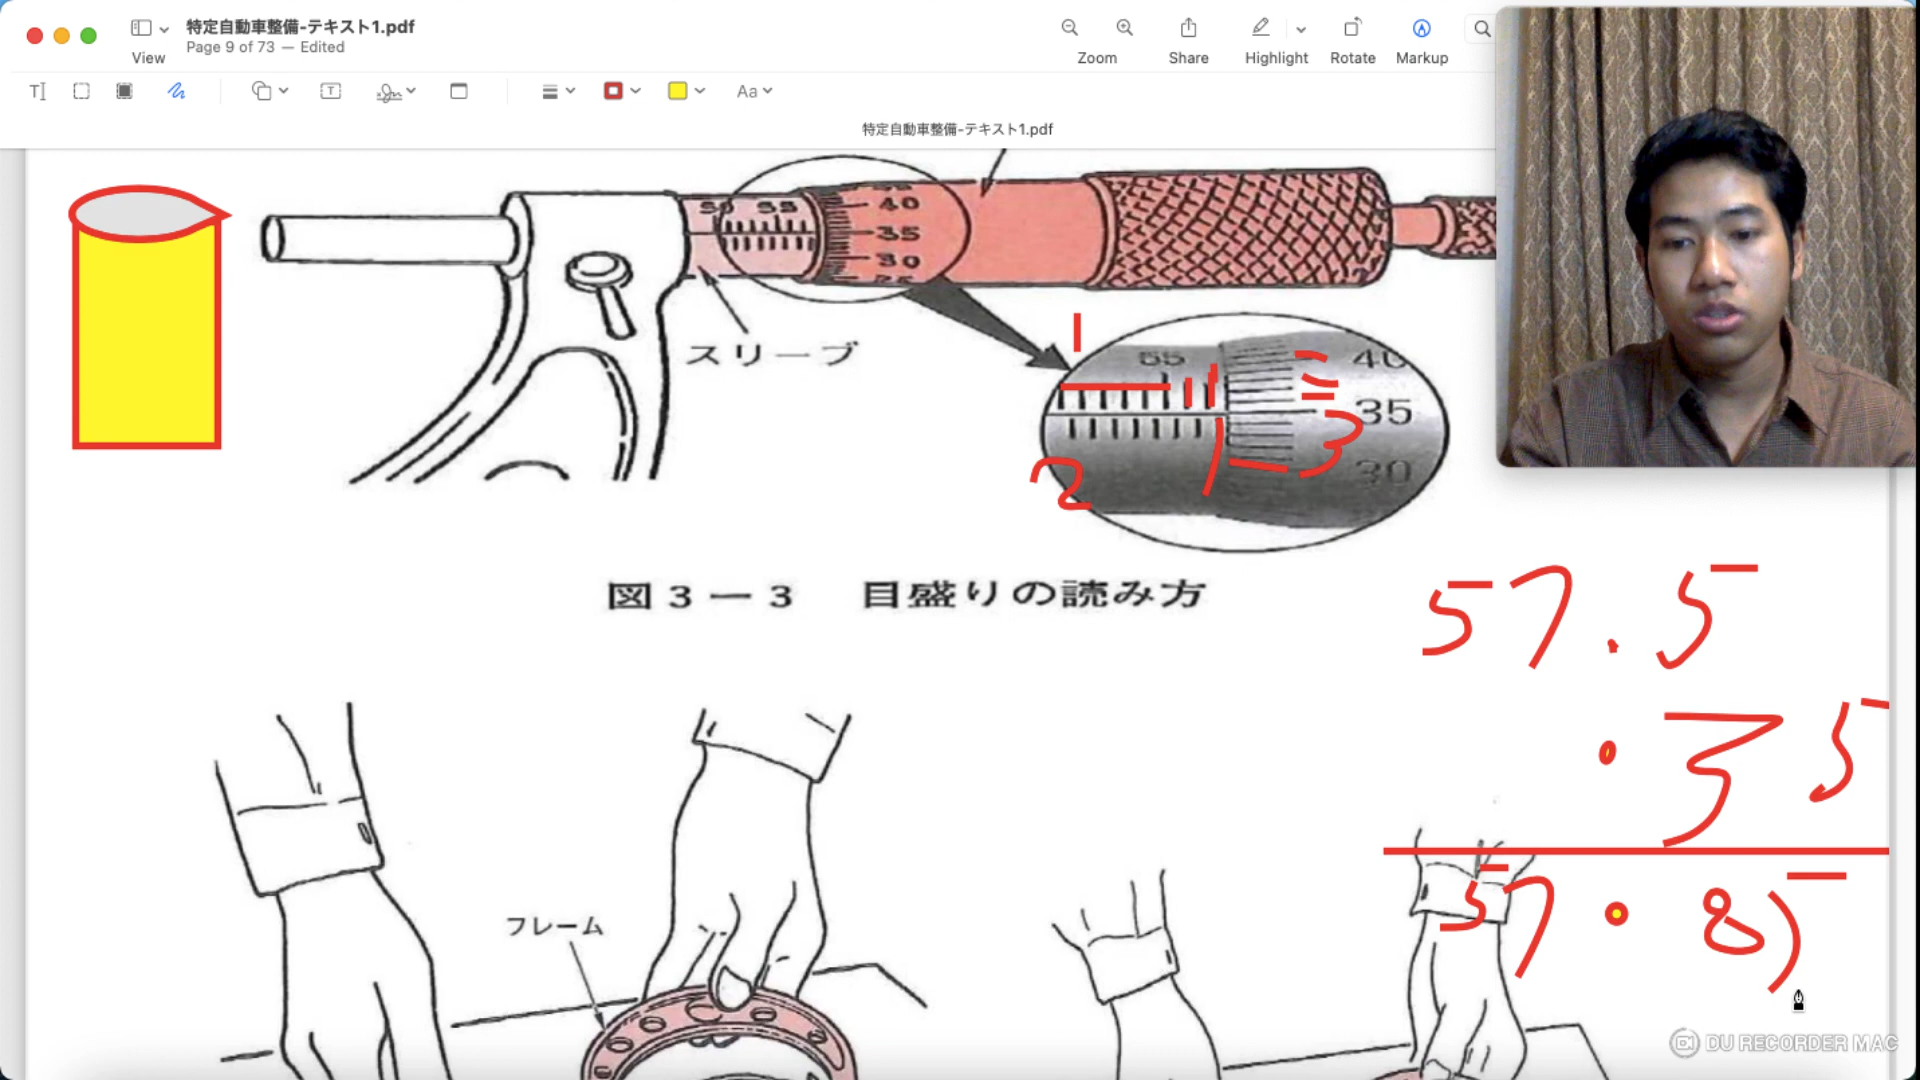 特定自動車整備-テキスト1.pdf
Page 9 of 73 — Edited
View
Zoom
Share
Highlight
Rotate
Markup
T
Aa
特定自動車整備-テキスト1.pdf
50 55
40
35
30
スリーブ
1
55
40
35
3
30
2
図3-3 目盛りの読み方
57.5
.35
57.85
フレーム
DU RECORDER MAC